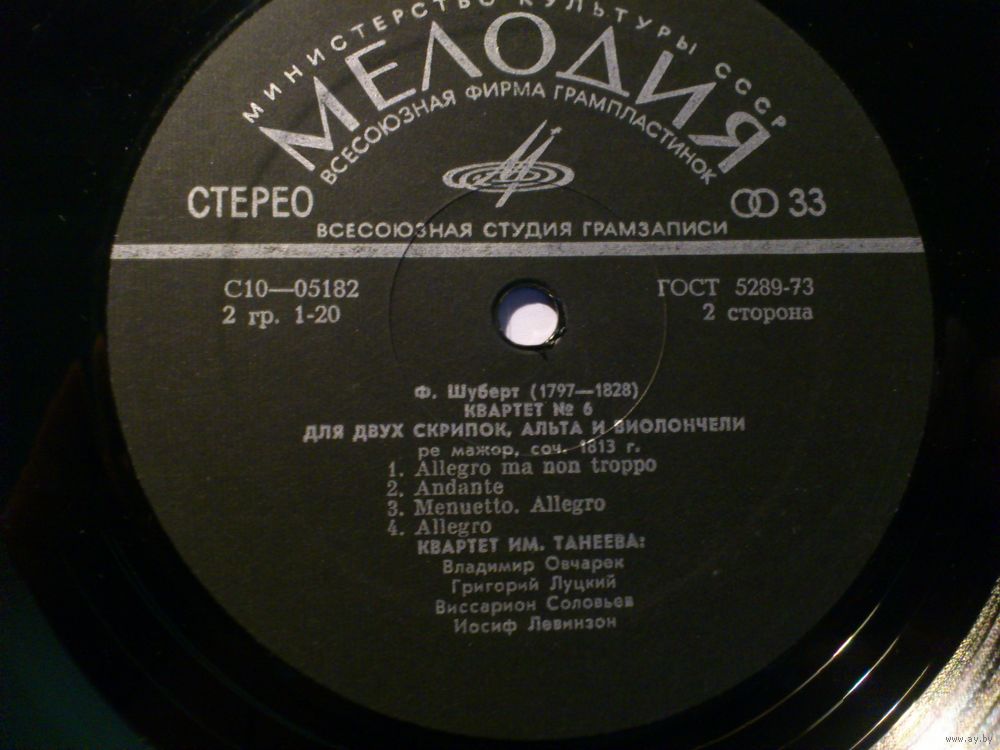 МИНИСТЕРСТВО КУЛЬТУРЫ СССР
МЕЛОДИЯ
ВСЕСОЮЗНАЯ ФИРМА ГРАМПЛАСТИНОК
СТЕРЕО
33
ВСЕСОЮЗНАЯ СТУДИЯ ГРАМЗАПИСИ
С10—05182
ГОСТ 5289-73
2 гр. 1-20
2 сторона
Ф. Шуберт (1797—1828)
КВАРТЕТ № 6
ДЛЯ ДВУХ СКРИПОК, АЛЬТА И ВИОЛОНЧЕЛИ
ре мажор, соч. 1813 г.
1. Allegro ma non troppo
2. Andante
3. Menuetto. Allegro
4. Allegro
КВАРТЕТ ИМ. ТАНЕЕВА:
Владимир Овчарек
Григорий Луцкий
Виссарион Соловьев
Иосиф Левинзон
www.ay.by